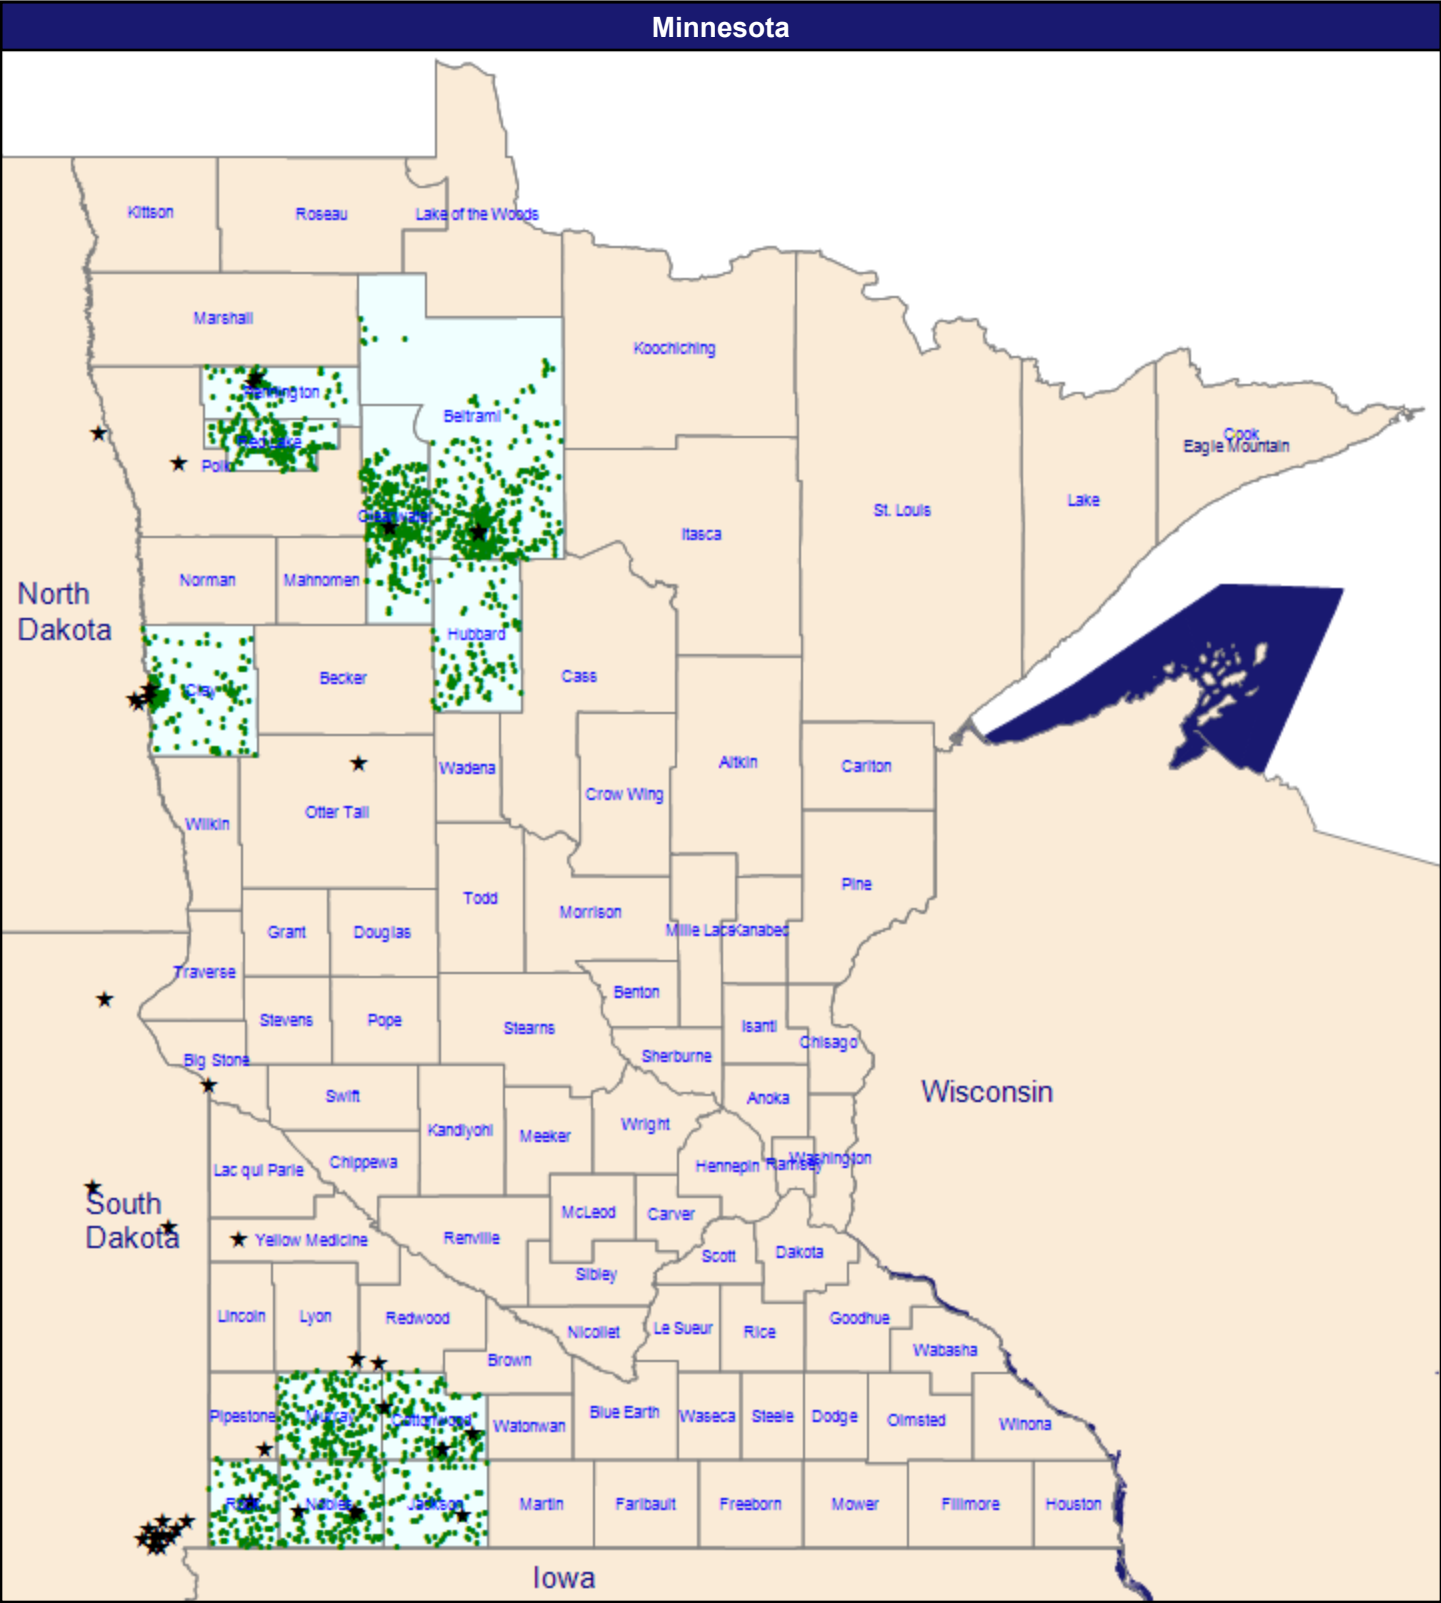 Minnesota
Kittson
Roseau
Lake of the Woods
Marshall
Koochiching
Pennington
Beltrami
Cook
Eagle Mountain
Red Lake
Polk
Lake
St. Louis
Clearwater
Itasca
Norman
Mahnomen
North
Dakota
Hubbard
Cass
Becker
Clay
Aitkin
Carlton
Wadena
Crow Wing
Otter Tail
Wilkin
Pine
Todd
Morrison
Mille Lacs
Kanabec
Grant
Douglas
Traverse
Benton
Stevens
Pope
Stearns
Isanti
Chisago
Big Stone
Sherburne
Wisconsin
Swift
Anoka
Kandiyohi
Meeker
Wright
Chippewa
Lac qui Parle
Hennepin
Ramsey
Washington
South
Dakota
McLeod
Carver
Yellow Medicine
Renville
Scott
Dakota
Sibley
Lincoln
Lyon
Redwood
Nicollet
Le Sueur
Rice
Goodhue
Wabasha
Brown
Pipestone
Murray
Cottonwood
Watonwan
Blue Earth
Waseca
Steele
Dodge
Olmsted
Winona
Rock
Nobles
Jackson
Martin
Faribault
Freeborn
Mower
Fillmore
Houston
Iowa